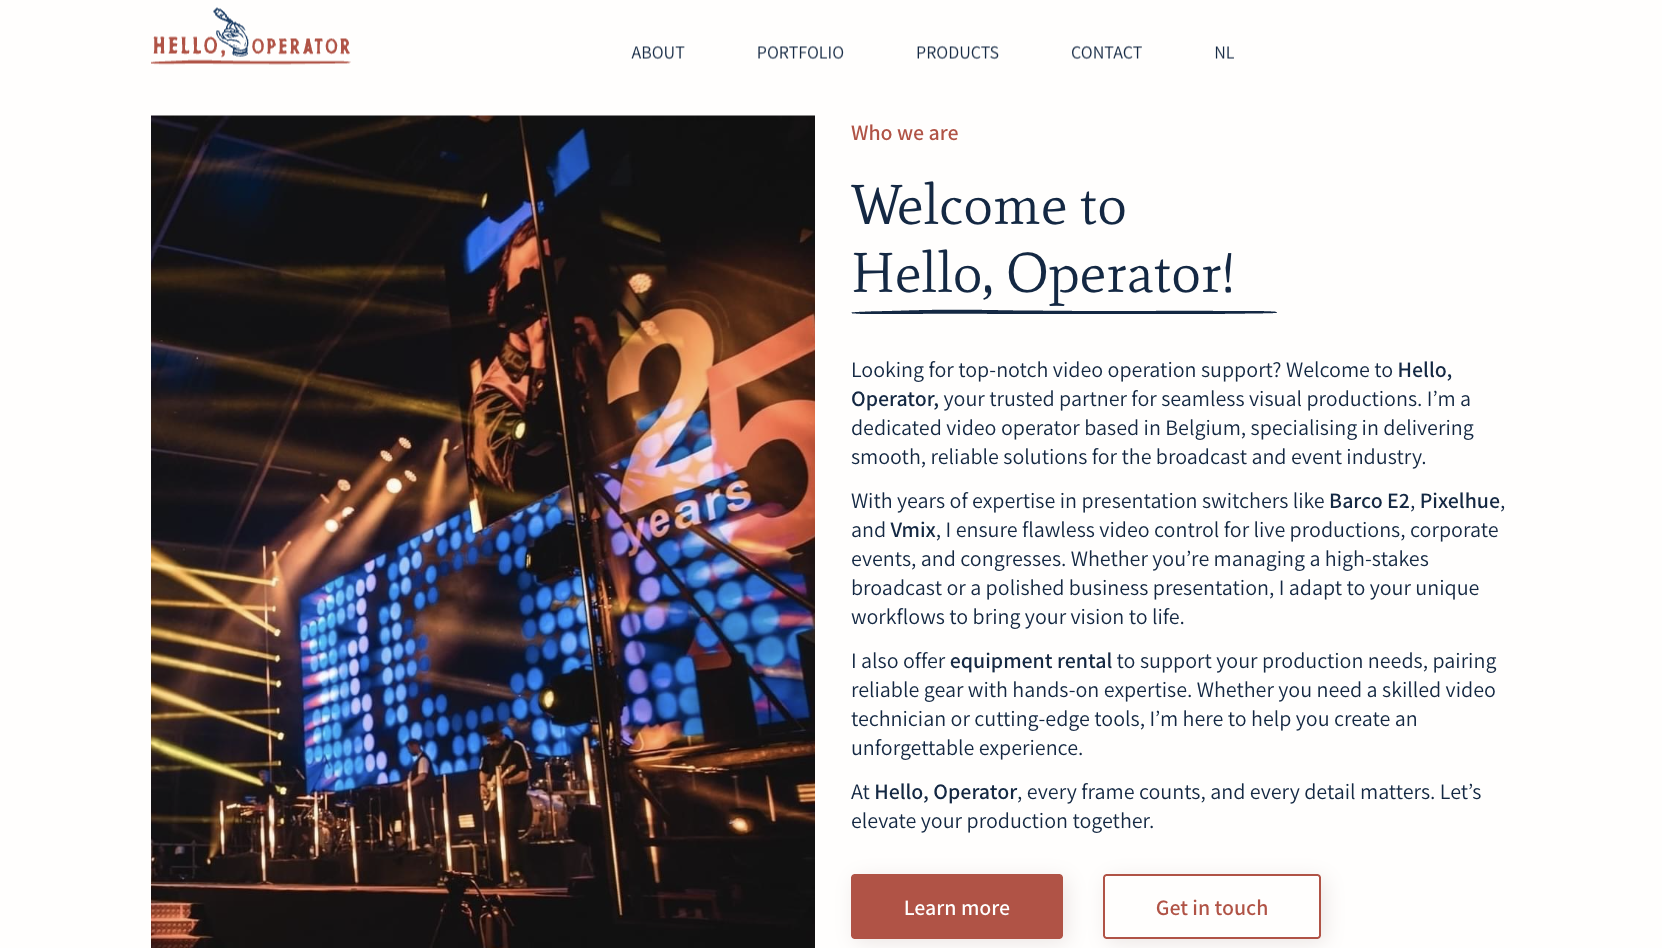 HELLO, OPERATOR
ABOUT
PORTFOLIO
PRODUCTS
CONTACT
NL
25
years
Who we are
Welcome to
Hello, Operator!
Looking for top-notch video operation support? Welcome to Hello,
Operator, your trusted partner for seamless visual productions. I’m a
dedicated video operator based in Belgium, specialising in delivering
smooth, reliable solutions for the broadcast and event industry.
With years of expertise in presentation switchers like Barco E2, Pixelhue,
and Vmix, I ensure flawless video control for live productions, corporate
events, and congresses. Whether you’re managing a high-stakes
broadcast or a polished business presentation, I adapt to your unique
workflows to bring your vision to life.
I also offer equipment rental to support your production needs, pairing
reliable gear with hands-on expertise. Whether you need a skilled video
technician or cutting-edge tools, I’m here to help you create an
unforgettable experience.
At Hello, Operator, every frame counts, and every detail matters. Let’s
elevate your production together.
Learn more
Get in touch